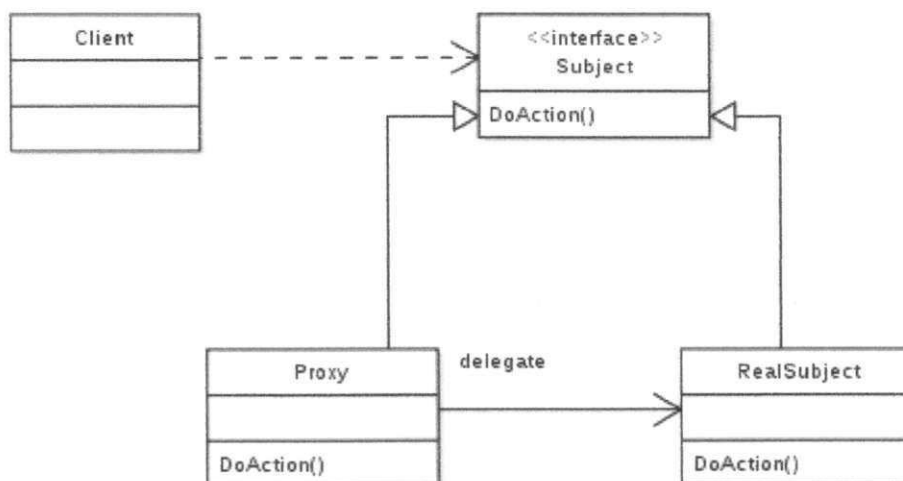 Client
<<interface>>
Subject
DoAction()
Proxy
delegate
RealSubject
DoAction()
DoAction()